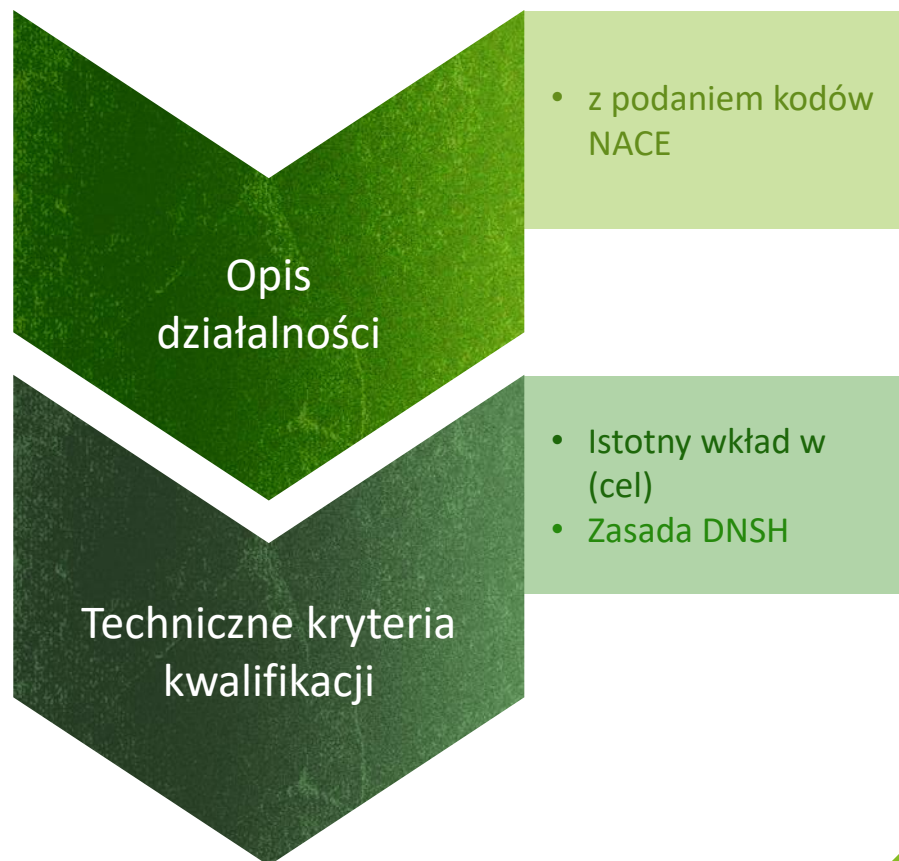 • z podaniem kodów
NACE
Opis
działalności
• Istotny wkład w
(cel)
• Zasada DNSH
Techniczne kryteria
kwalifikacji